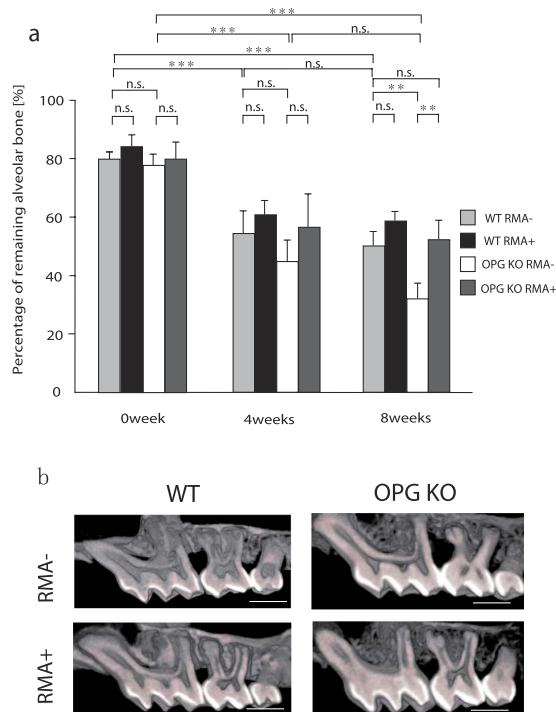 a
***
***
n.s.
***
***
n.s.
n.s.
n.s.
n.s.
**
n.s.
n.s.
n.s.
n.s.
n.s.
**
Percentage of remaining alveolar bone [%]
100
80
60
40
20
0
WT RMA-
WT RMA+
OPG KO RMA-
OPG KO RMA+
0week
4weeks
8weeks
b
WT
OPG KO
RMA-
RMA+